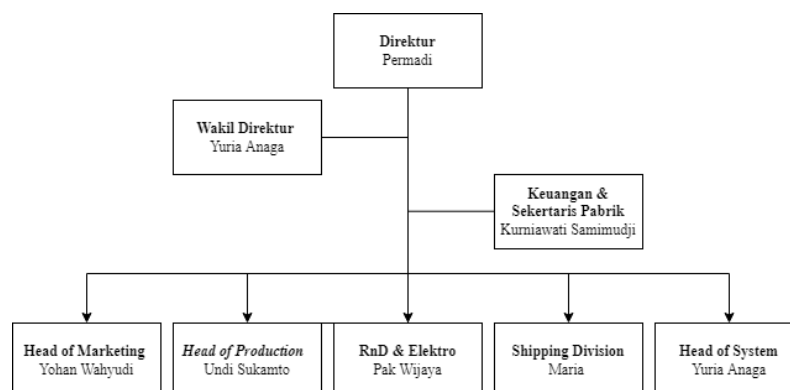 Direktur
Permadi
Wakil Direktur
Yuria Anaga
Keuangan &
Sekertaris Pabrik
Kurniawati Samimudji
Head of Marketing
Yohan Wahyudi
Head of Production
Undi Sukamto
RnD & Elektro
Pak Wijaya
Shipping Division
Maria
Head of System
Yuria Anaga